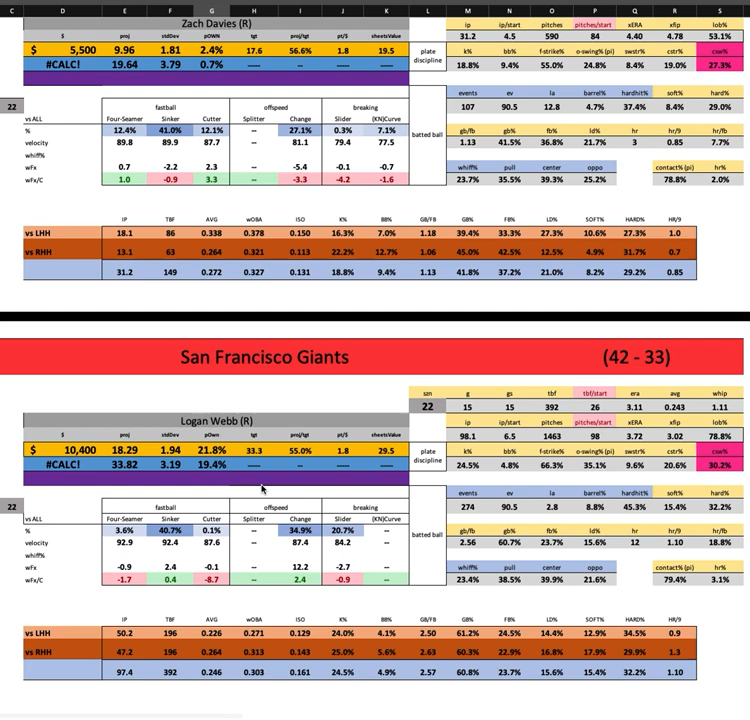 C D E F G H I J K L M N O P Q R S
Zach Davies (R) ip ip/start pitches pitches/start xERA xfip lob%
$ proj stdDev pOWN tgt proj/tgt pt/$ sheetsValue 31.2 4.5 590 84 4.40 4.78 53.1%
$ 5,500 9.96 1.81 2.4% 17.6 56.6% 1.8 19.5 plate discipline k% bb% f-strike% o-swing% (pi) swstr% cstr% csw%
#CALC! 19.64 3.79 0.7% ---- -- ---- ---- 18.8% 9.4% 55.0% 24.8% 8.4% 19.0% 27.3%
events ev la barrel% hardhit% soft% hard%
22 fastball offspeed breaking 107 90.5 12.8 4.7% 37.4% 8.4% 29.0%
vs ALL Four-Seamer Sinker Cutter Splitter Change Slider (KN)Curve
% 12.4% 41.0% 12.1% -- 27.1% 0.3% 7.1% batted ball gb/fb gb% fb% ld% hr hr/9 hr/fb
velocity 89.8 89.9 87.7 -- 81.1 79.4 77.5 1.13 41.5% 36.8% 21.7% 3 0.85 7.7%
whiff%
wFx 0.7 -2.2 2.3 -5.4 -0.1 -0.7 whiff% pull center oppo contact% (pi) hr%
wFx/C 1.0 -0.9 3.3 -- -3.3 -4.2 -1.6 23.7% 35.5% 39.3% 25.2% 78.8% 2.0%
IP TBF AVG wOBA ISO K% BB% GB/FB GB% FB% LD% SOFT% HARD% HR/9
vs LHH 18.1 86 0.338 0.378 0.150 16.3% 7.0% 1.18 39.4% 33.3% 27.3% 10.6% 27.3% 1.0
vs RHH 13.1 63 0.264 0.321 0.113 22.2% 12.7% 1.06 45.0% 42.5% 12.5% 4.9% 31.7% 0.7
31.2 149 0.272 0.327 0.131 18.8% 9.4% 1.13 41.8% 37.2% 21.0% 8.2% 29.2% 0.85
San Francisco Giants (42 - 33)
szn g gs tbf tbf/start era avg whip
22 15 15 392 26 3.11 0.243 1.11
Logan Webb (R) ip ip/start pitches pitches/start xERA xfip lob%
$ proj stdDev pOwn tgt proj/tgt pt/$ sheetsValue 98.1 6.5 1463 98 3.72 3.02 78.8%
$ 10,400 18.29 1.94 21.8% 33.3 55.0% 1.8 29.5 plate discipline k% bb% f-strike% o-swing% (pi) swstr% cstr% csw%
#CALC! 33.82 3.19 19.4% ---- -- ---- ---- 24.5% 4.8% 66.3% 35.1% 9.6% 20.6% 30.2%
events ev la barrel% hardhit% soft% hard%
22 fastball offspeed breaking 274 90.5 2.8 8.8% 45.3% 15.4% 32.2%
vs ALL Four-Seamer Sinker Cutter Splitter Change Slider (KN)Curve
% 3.6% 40.7% 0.1% -- 34.9% 20.7% -- batted ball gb/fb gb% fb% ld% hr hr/9 hr/fb
velocity 92.9 92.4 87.6 -- 87.4 84.2 -- 2.56 60.7% 23.7% 15.6% 12 1.10 18.8%
whiff%
wFx -0.9 2.4 -0.1 12.2 -2.7 whiff% pull center oppo contact% (pi) hr%
wFx/C -1.7 0.4 -8.7 -- 2.4 -0.9 -- 23.4% 38.5% 39.9% 21.6% 79.4% 3.1%
IP TBF AVG wOBA ISO K% BB% GB/FB GB% FB% LD% SOFT% HARD% HR/9
vs LHH 50.2 196 0.226 0.271 0.129 24.0% 4.1% 2.50 61.2% 24.5% 14.4% 12.9% 34.5% 0.9
vs RHH 47.2 196 0.264 0.313 0.143 25.0% 5.6% 2.63 60.3% 22.9% 16.8% 17.9% 29.9% 1.3
97.4 392 0.246 0.303 0.161 24.5% 4.9% 2.57 60.8% 23.7% 15.6% 15.4% 32.2% 1.10